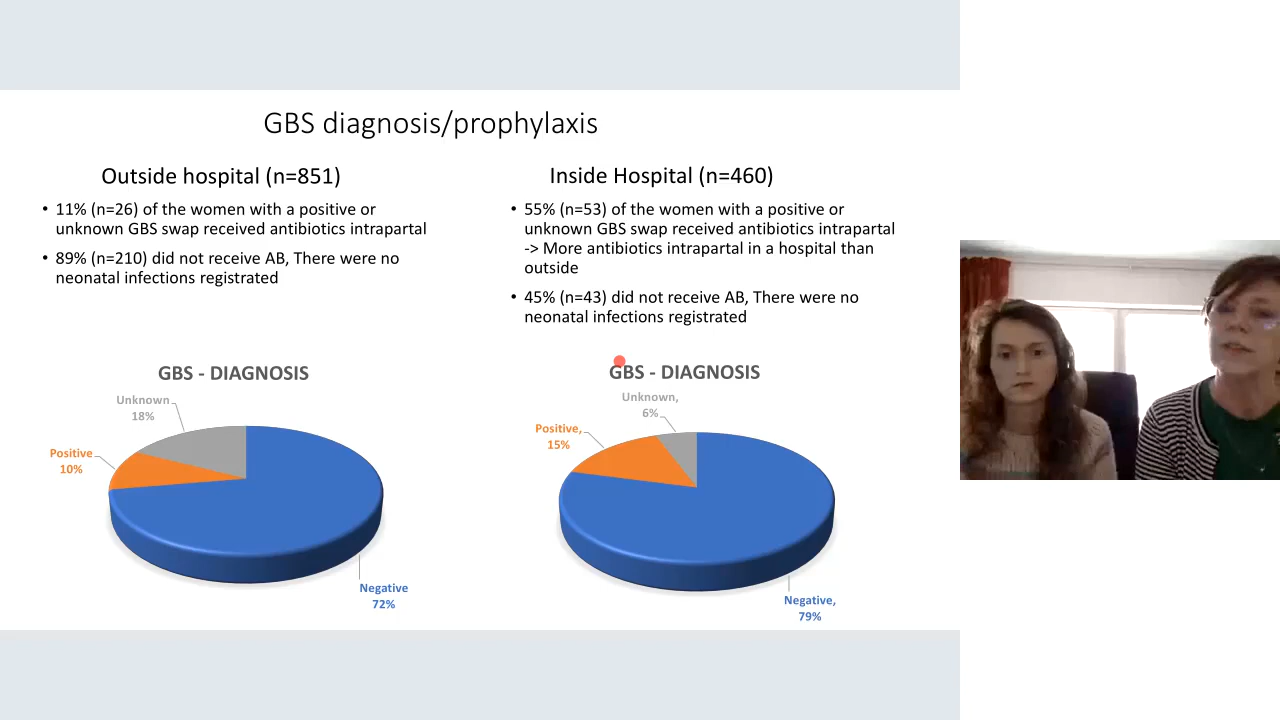 GBS diagnosis/prophylaxis
Outside hospital (n=851)
• 11% (n=26) of the women with a positive or
unknown GBS swap received antibiotics intrapartal
• 89% (n=210) did not receive AB, There were no
neonatal infections registrated
Inside Hospital (n=460)
• 55% (n=53) of the women with a positive or
unknown GBS swap received antibiotics intrapartal
-> More antibiotics intrapartal in a hospital than
outside
• 45% (n=43) did not receive AB, There were no
neonatal infections registrated
GBS - DIAGNOSIS
Unknown
18%
Positive
10%
Negative
72%
GBS - DIAGNOSIS
Unknown,
6%
Positive,
15%
Negative,
79%